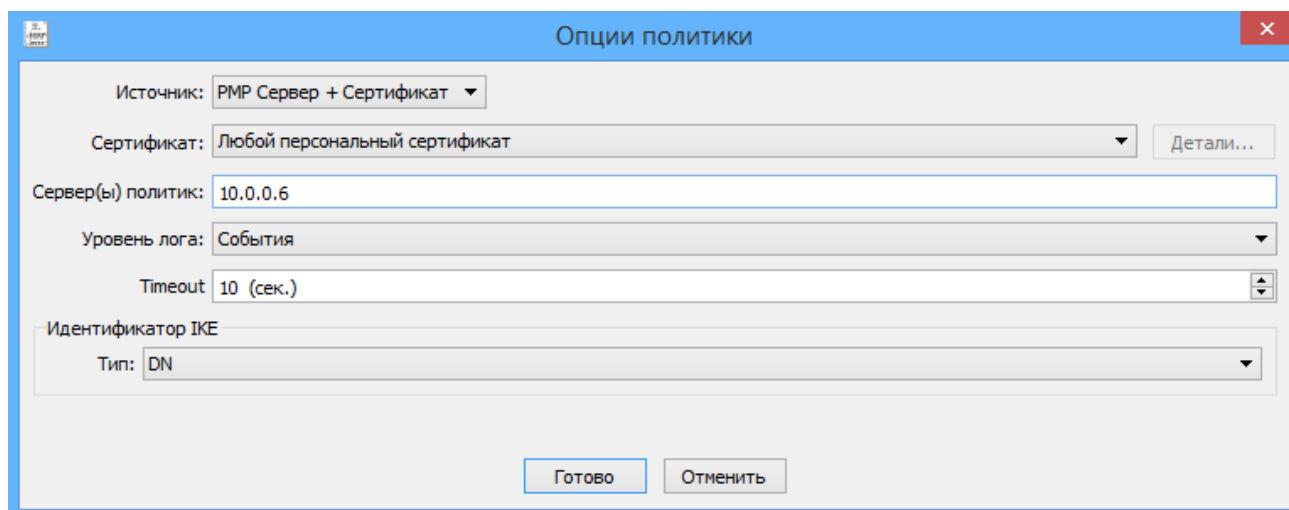 Опции политики
Источник: PMP Сервер + Сертификат
Сертификат: Любой персональный сертификат Детали...
Сервер(ы) политик: 10.0.0.6
Уровень лога: События
Timeout 10 (сек.)
Идентификатор IKE
Тип: DN
Готово Отменить